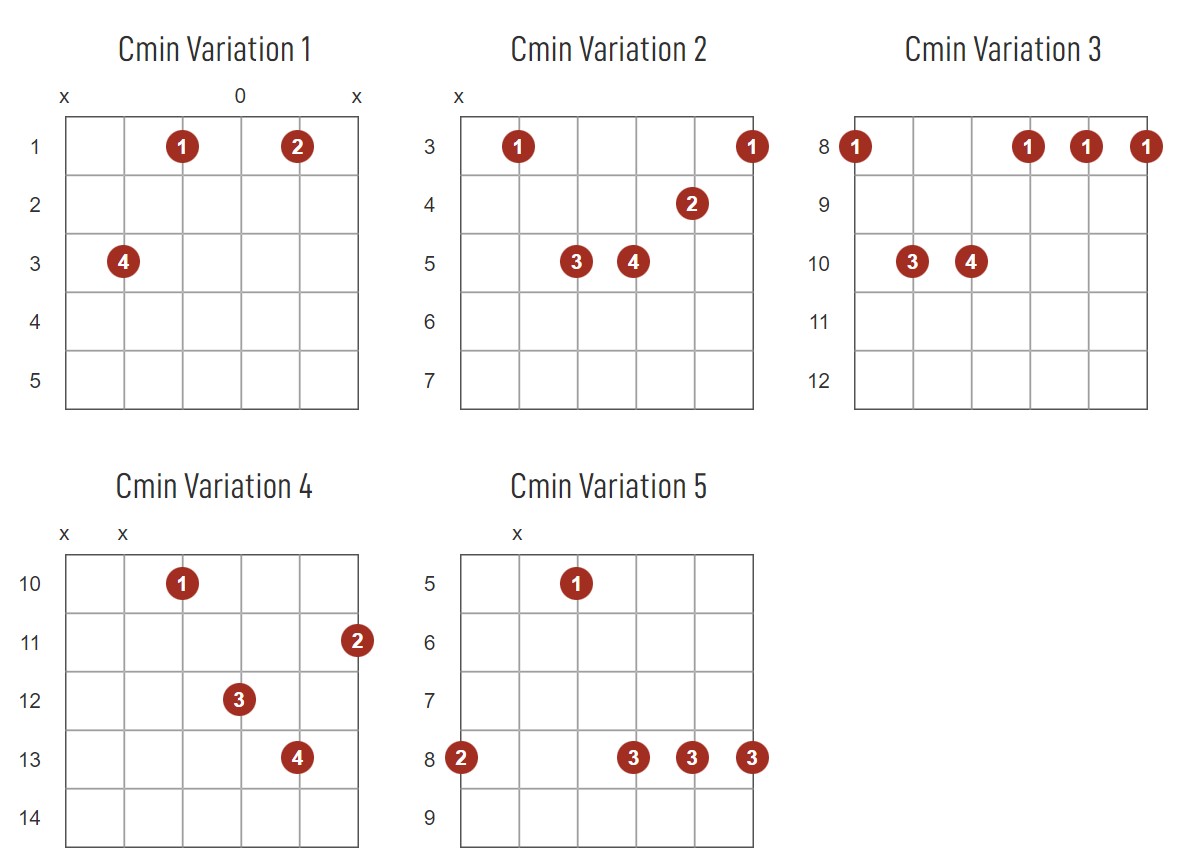 Cmin Variation 1 Cmin Variation 2 Cmin Variation 3
x 0 x x
1 1 2 3 1 1 8 1 1 1 1
2 4 2 9
3 4 5 3 4 10 3 4
4 6 11
5 7 12
Cmin Variation 4 Cmin Variation 5
x x x
10 1 5 1
11 2 6
12 3 7
13 4 8 2 3 3 3
14 9